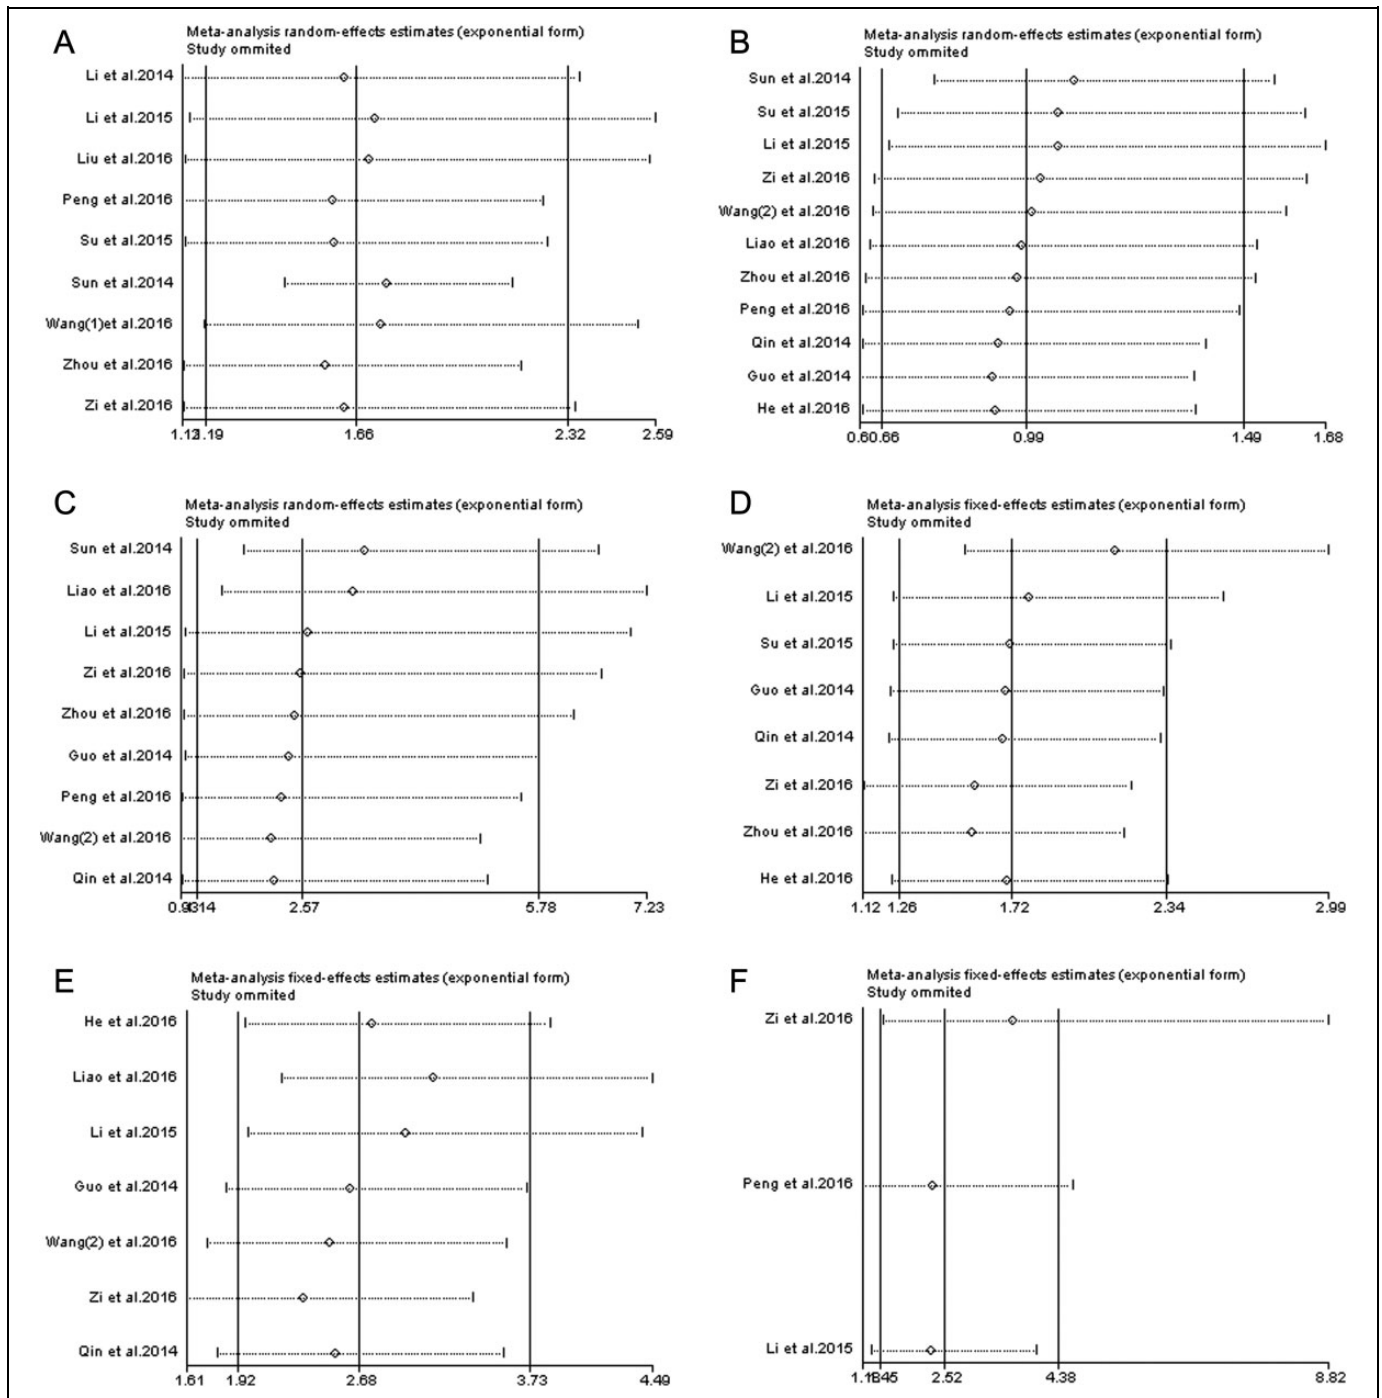 A
Meta-analysis random-effects estimates (exponential form)
Study ommited
Li et al.2014
Li et al.2015
Liu et al.2016
Peng et al.2016
Su et al.2015
Sun et al.2014
Wang(1)et al.2016
Zhou et al.2016
Zi et al.2016
1.66
2.32
2.59
B
Meta-analysis random-effects estimates (exponential form)
Study ommited
Sun et al.2014
Su et al.2015
Li et al.2015
Zi et al.2016
Wang(2) et al.2016
Liao et al.2016
Zhou et al.2016
Peng et al.2016
Qin et al.2014
Guo et al.2014
He et al.2016
0.60.66 0.99 1.49 1.68
C
Meta-analysis random-effects estimates (exponential form)
Study ommited
Sun et al.2014
Liao et al.2016
Li et al.2015
Zi et al.2016
Zhou et al.2016
Guo et al.2014
Peng et al.2016
Wang(2) et al.2016
Qin et al.2014
2.57 5.78 7.23
D
Meta-analysis fixed-effects estimates (exponential form)
Study ommited
Wang(2) et al.2016
Li et al.2015
Su et al.2015
Guo et al.2014
Qin et al.2014
Zi et al.2016
Zhou et al.2016
He et al.2016
1.12 1.26 1.72 2.34 2.99
E
Meta-analysis fixed-effects estimates (exponential form)
Study ommited
He et al.2016
Liao et al.2016
Li et al.2015
Guo et al.2014
Wang(2) et al.2016
Zi et al.2016
Qin et al.2014
1.61 1.92 2.68 3.73 4.49
F
Meta-analysis fixed-effects estimates (exponential form)
Study ommited
Zi et al.2016
Peng et al.2016
Li et al.2015
2.52 4.38 8.82